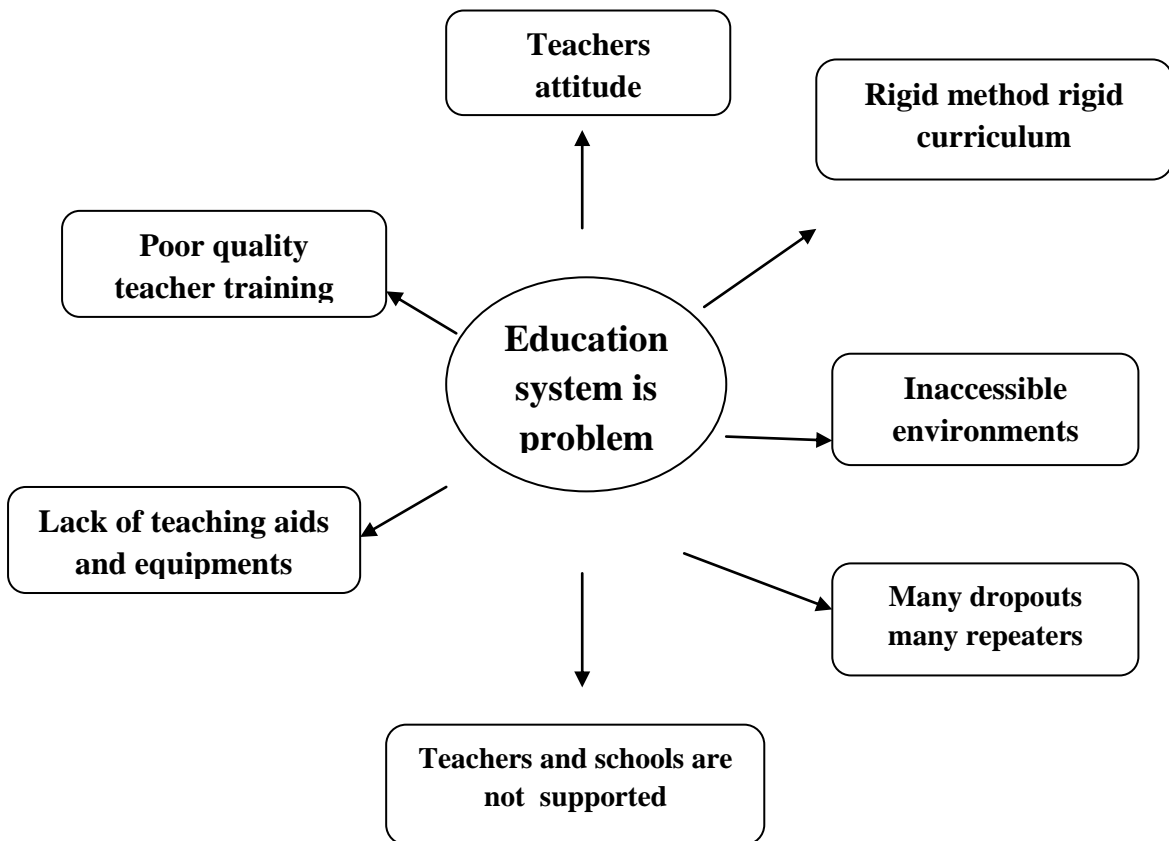 Teachers
attitude
Rigid method rigid
curriculum
Poor quality
teacher training
Education
system is
problem
Inaccessible
environments
Lack of teaching aids
and equipments
Many dropouts
many repeaters
Teachers and schools are
not supported